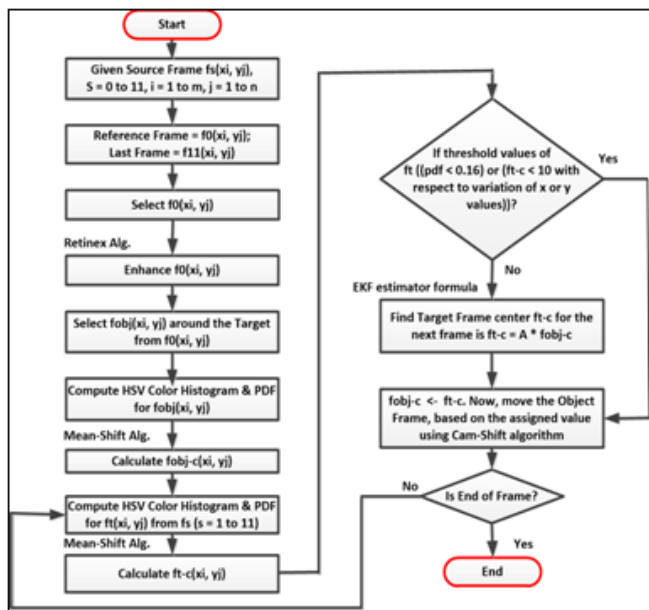 Start
Given Source Frame fs(xi, yj),
S = 0 to 11, i = 1 to m, j = 1 to n
Reference Frame = f0(xi, yj);
Last Frame = f11(xi, yj)
Select f0(xi, yj)
Retinex Alg.
Enhance f0(xi, yj)
Select fobj(xi, yj) around the Target
from f0(xi, yj)
Compute HSV Color Histogram & PDF
for fobj(xi, yj)
Mean-Shift Alg.
Calculate fobj-c(xi, yj)
Compute HSV Color Histogram & PDF
for ft(xi, yj) from fs (s = 1 to 11)
Mean-Shift Alg.
Calculate ft-c(xi, yj)
If threshold values of
ft ((pdf < 0.16) or (ft-c < 10 with
respect to variation of x or y
values))?
Yes
No
EKF estimator formula
Find Target Frame center ft-c for the
next frame is ft-c = A * fobj-c
fobj-c <- ft-c. Now, move the Object
Frame, based on the assigned value
using Cam-Shift algorithm
No
Is End of Frame?
Yes
End